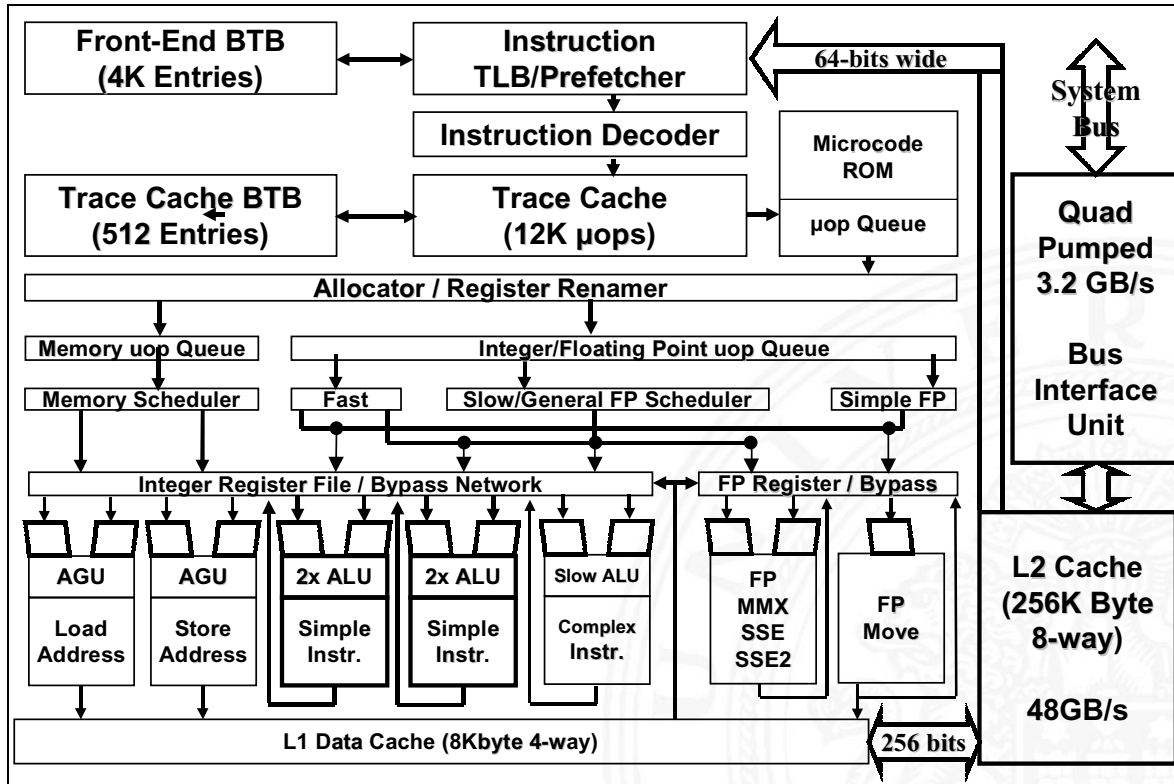 Front-End BTB
(4K Entries)
Instruction
TLB/Prefetcher
64-bits wide
System
Bus
Instruction Decoder
Microcode
ROM
Trace Cache BTB
(512 Entries)
Trace Cache
(12K µops)
µop Queue
Quad
Pumped
3.2 GB/s
Bus
Interface
Unit
Allocator / Register Renamer
Memory uop Queue
Integer/Floating Point uop Queue
Memory Scheduler
Fast
Slow/General FP Scheduler
Simple FP
Integer Register File / Bypass Network
FP Register / Bypass
AGU
Load
Address
AGU
Store
Address
2x ALU
Simple
Instr.
2x ALU
Simple
Instr.
Slow ALU
Complex
Instr.
FP
MMX
SSE
SSE2
FP
Move
L2 Cache
(256K Byte
8-way)
48GB/s
L1 Data Cache (8Kbyte 4-way)
256 bits